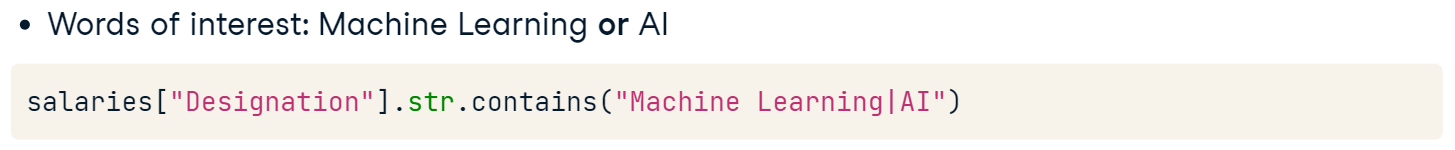 • Words of interest: Machine Learning or AI
salaries["Designation"].str.contains("Machine Learning|AI")